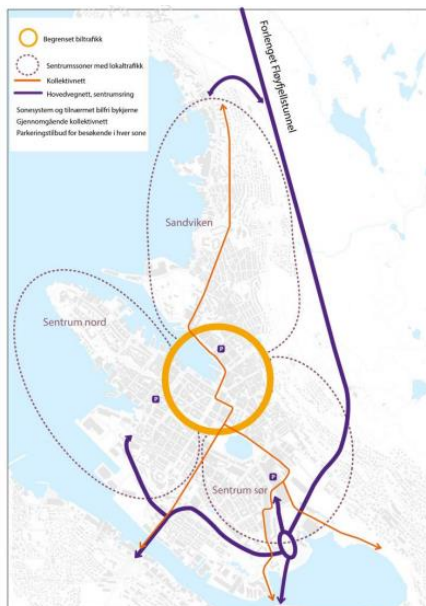 Begrenset biltrafikk
Sentrumssoner med lokaltrafikk
Kollektivnett
Hovedvegnett, sentrumsring
Sonesystem og tilnærmet bilfri bykjerne
Gjennomgående kollektivnett
Parkeringstilbud for besøkende i hver sone
Forlenget Fløyfjellstunnel
Sandviken
Sentrum nord
P
P
Sentrum sør
P